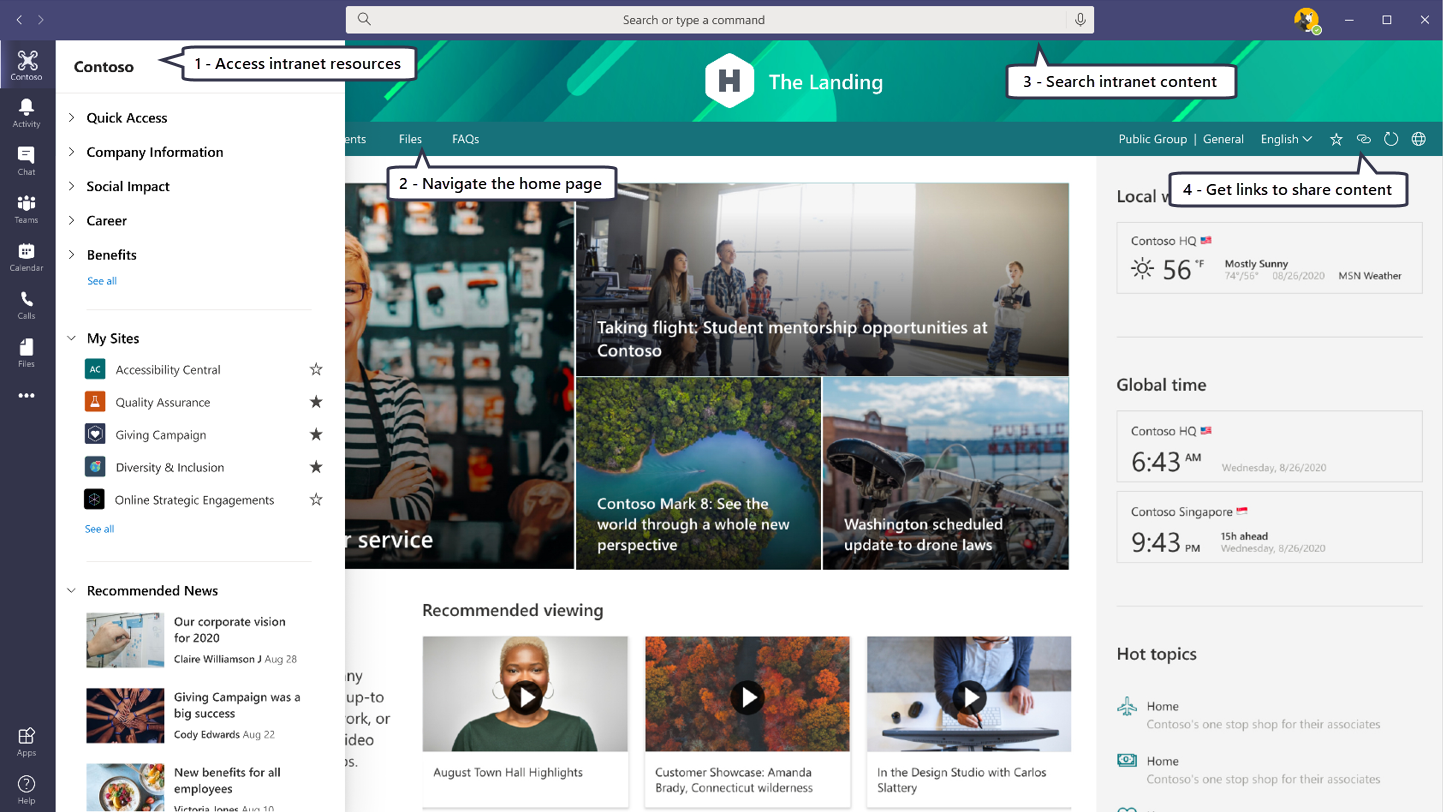 Search or type a command
Contoso
Activity
Chat
Teams
Calendar
Calls
Files
Apps
Help
Contoso
1 - Access intranet resources
Quick Access
Company Information
Social Impact
Career
Benefits
See all
My Sites
AC
Accessibility Central
Quality Assurance
Giving Campaign
Diversity & Inclusion
Online Strategic Engagements
See all
Recommended News
Our corporate vision
for 2020
Claire Williamson J Aug 28
Giving Campaign was a
big success
Cody Edwards Aug 22
New benefits for all
employees
Victoria Jones Aug 10
H
The Landing
3 - Search intranet content
ents
Files
FAQs
Public Group | General
English
2 - Navigate the home page
4 - Get links to share content
r service
Taking flight: Student mentorship opportunities at
Contoso
Contoso Mark 8: See the
world through a whole new
perspective
PUBLIC
Washington scheduled
update to drone laws
Recommended viewing
ny
up-to
ork, or
ideo
s.
August Town Hall Highlights
Customer Showcase: Amanda
Brady, Connecticut wilderness
In the Design Studio with Carlos
Slattery
Local w
Contoso HQ
56 °F
Mostly Sunny
74°/56° 08/26/2020
MSN Weather
Global time
Contoso HQ
6:43 AM
Wednesday, 8/26/2020
Contoso Singapore
9:43 PM
15h ahead
Wednesday, 8/26/2020
Hot topics
Home
Contoso's one stop shop for their associates
Home
Contoso's one stop shop for their associates